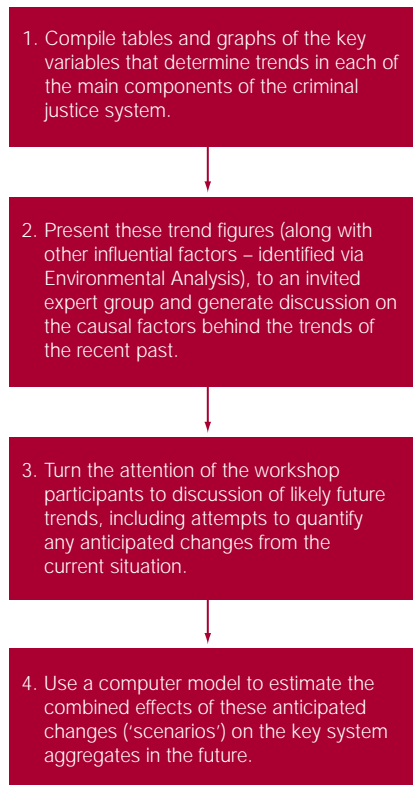 1. Compile tables and graphs of the key
variables that determine trends in each of
the main components of the criminal
justice system.
2. Present these trend figures (along with
other influential factors – identified via
Environmental Analysis), to an invited
expert group and generate discussion on
the causal factors behind the trends of
the recent past.
3. Turn the attention of the workshop
participants to discussion of likely future
trends, including attempts to quantify
any anticipated changes from the
current situation.
4. Use a computer model to estimate the
combined effects of these anticipated
changes (‘scenarios’) on the key system
aggregates in the future.